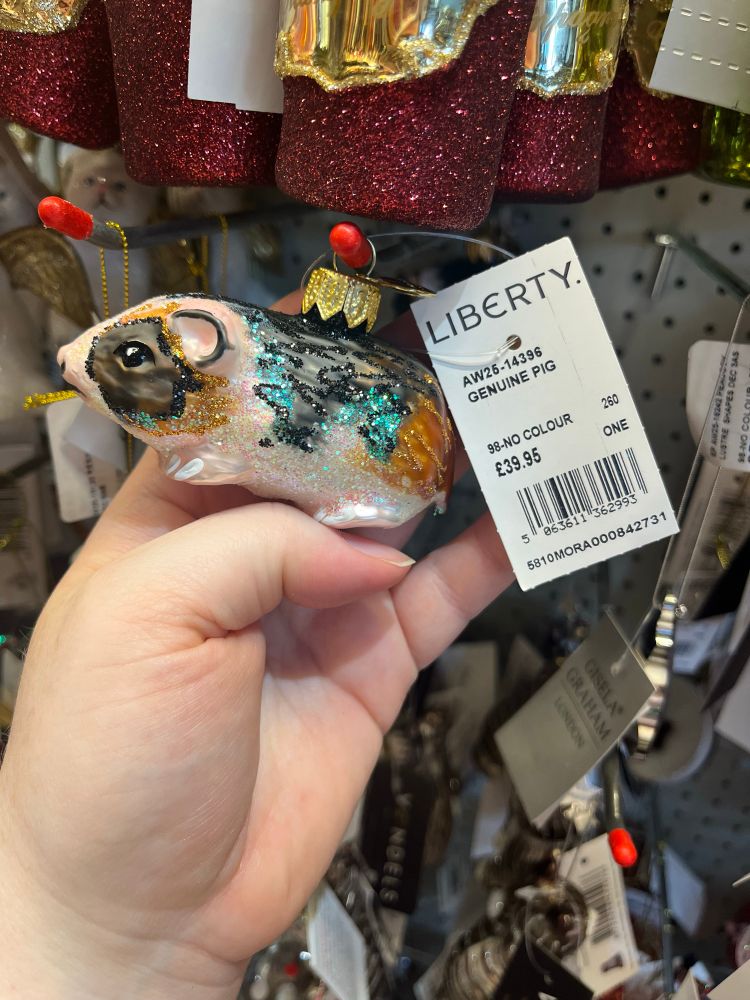 LIBERTY.
AW25-14396
GENUINE PIG
260
98-NO COLOUR
ONE
£39.95
5 063611 362993
5810MORA000842731
GISELA®
GRAHAM
LONDON